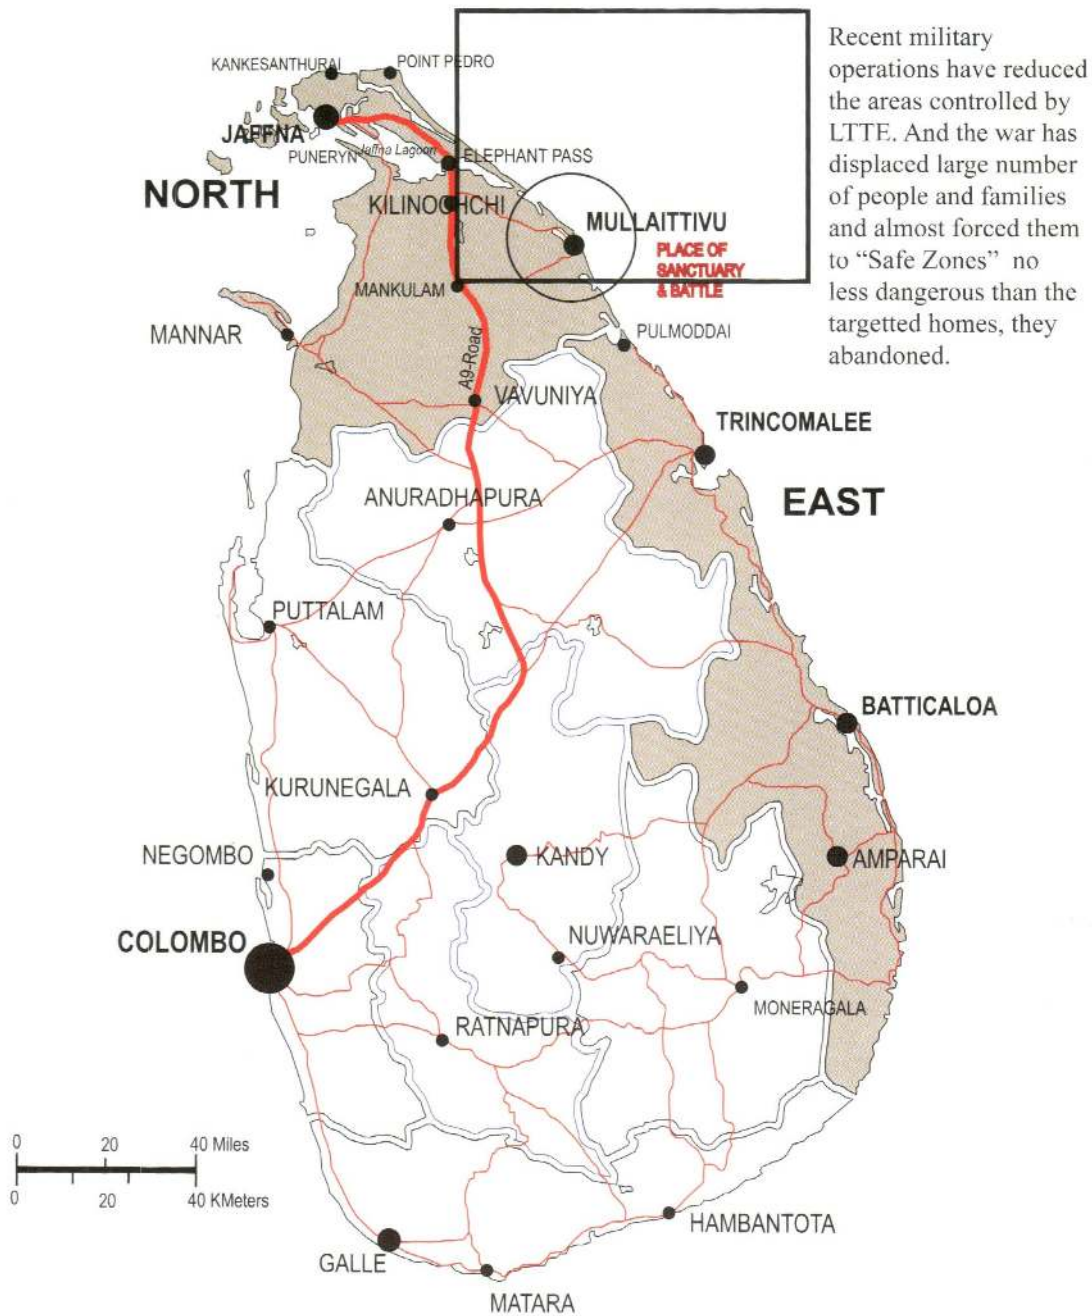 Recent military
operations have reduced
the areas controlled by
LTTE. And the war has
displaced large number
of people and families
and almost forced them
to “Safe Zones” no
less dangerous than the
targetted homes, they
abandoned.
KANKESANTHURAI
POINT PEDRO
JAFFNA
PUNERYN
Jaffna Lagoon
ELEPHANT PASS
NORTH
KILINOCHCHI
MULLAITTIVU
PLACE OF
SANCTUARY
& BATTLE
MANKULAM
MANNAR
PULMODDAI
A9-Road
VAVUNIYA
TRINCOMALEE
ANURADHAPURA
EAST
PUTTALAM
BATTICALOA
KURUNEGALA
NEGOMBO
KANDY
AMPARAI
COLOMBO
NUWARAELIYA
MONERAGALA
RATNAPURA
0 20 40 Miles
0 20 40 KMeters
HAMBANTOTA
GALLE
MATARA